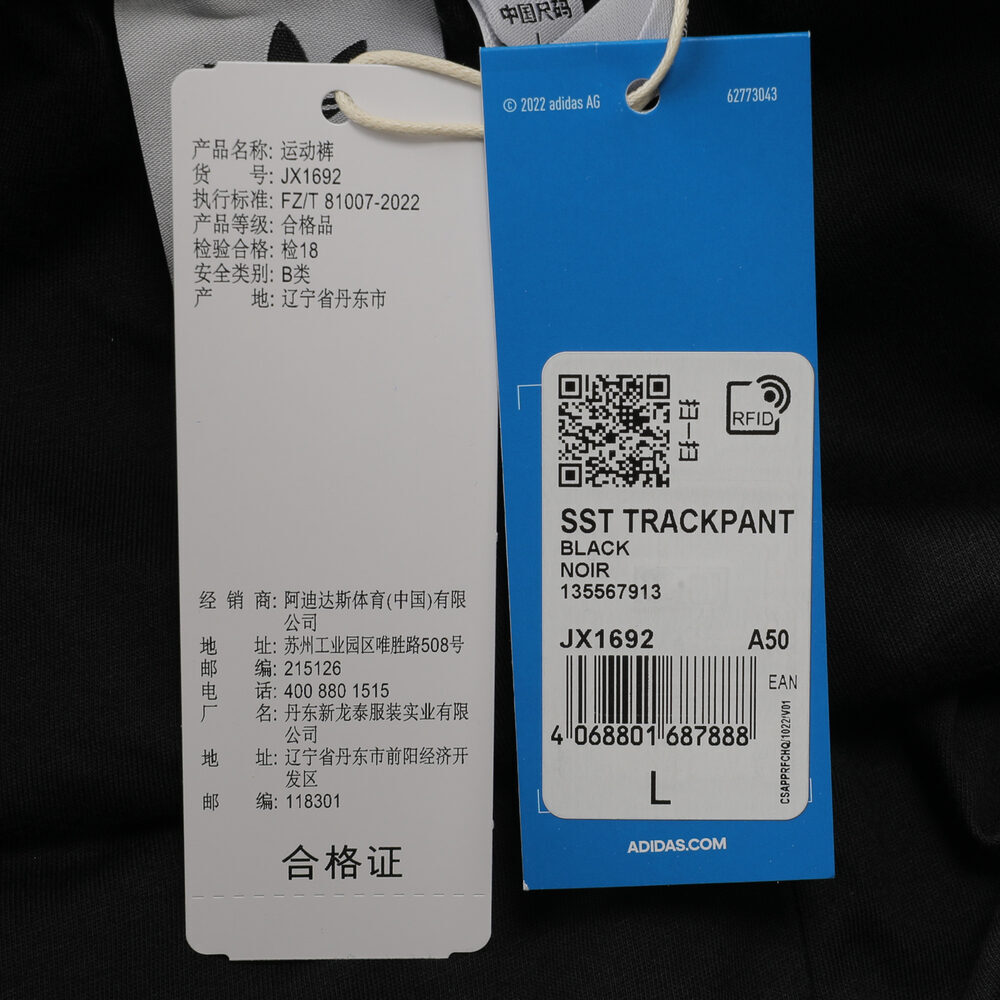 中国尺码
L
产品名称: 运动裤
货 号: JX1692
执行标准: FZ/T 81007-2022
产品等级: 合格品
检验合格: 检18
安全类别: B类
产 地: 辽宁省丹东市
经 销 商: 阿迪达斯体育(中国)有限
公司
地 址: 苏州工业园区唯胜路508号
邮 编: 215126
电 话: 400 880 1515
厂 名: 丹东新龙泰服装实业有限
公司
地 址: 辽宁省丹东市前阳经济开
发区
邮 编: 118301
合格证
© 2022 adidas AG
62773043
扫一扫
RFID
SST TRACKPANT
BLACK
NOIR
135567913
JX1692 A50
EAN
4 068801 687888
CSAPPRFCHQ/1022/V01
L
ADIDAS.COM